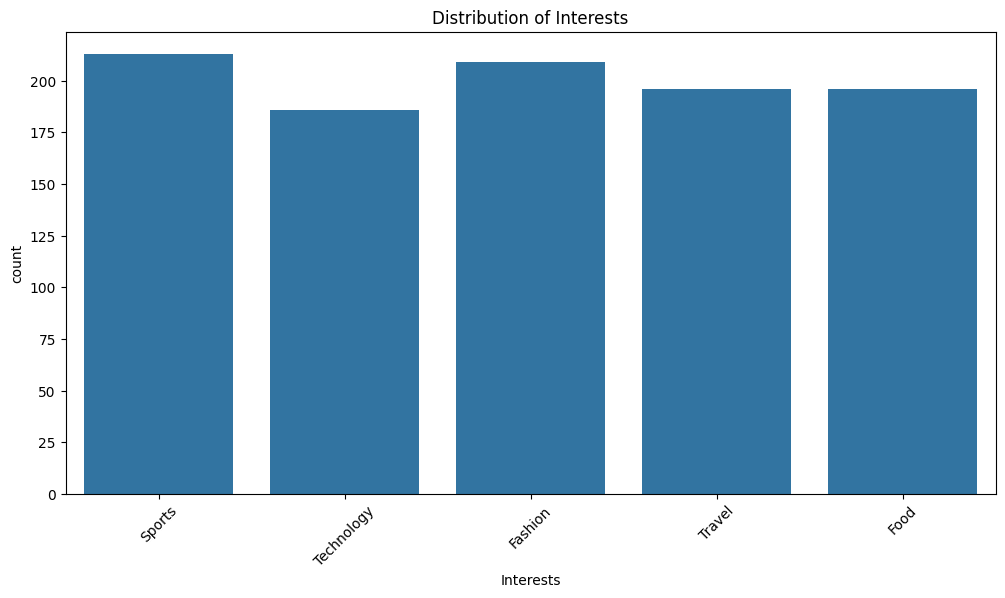 Distribution of Interests
count
200
175
150
125
100
75
50
25
0
Sports
Technology
Fashion
Travel
Food
Interests